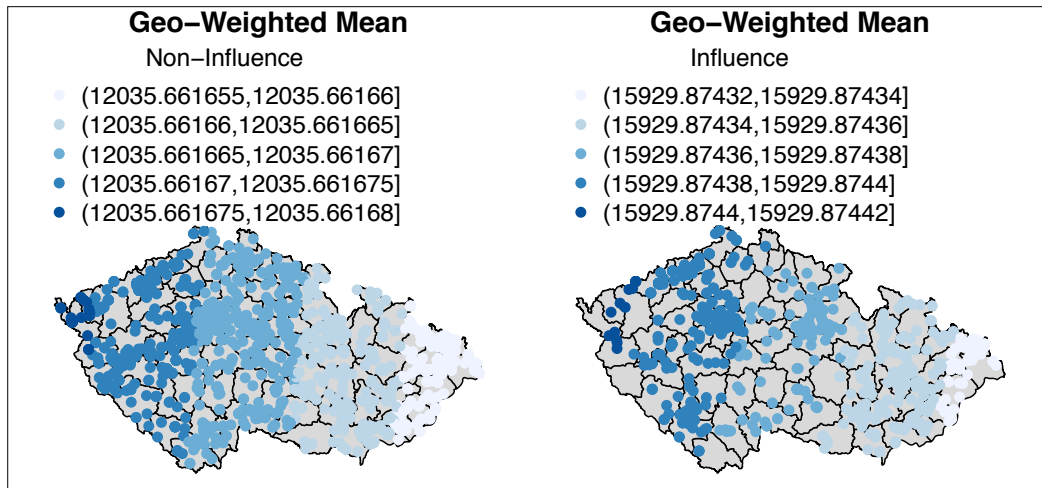 Geo−Weighted Mean
Non−Influence
(12035.661655,12035.66166]
(12035.66166,12035.661665]
(12035.661665,12035.66167]
(12035.66167,12035.661675]
(12035.661675,12035.66168]
Geo−Weighted Mean
Influence
(15929.87432,15929.87434]
(15929.87434,15929.87436]
(15929.87436,15929.87438]
(15929.87438,15929.8744]
(15929.8744,15929.87442]